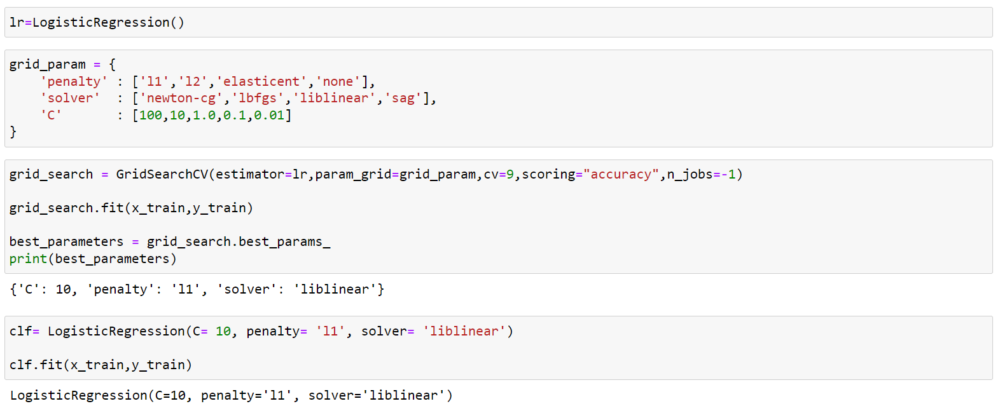 lr=LogisticRegression()
grid_param = {
    'penalty' : ['l1','l2','elasticent','none'],
    'solver'  : ['newton-cg','lbfgs','liblinear','sag'],
    'C'       : [100,10,1.0,0.1,0.01]
}
grid_search = GridSearchCV(estimator=lr,param_grid=grid_param,cv=9,scoring="accuracy",n_jobs=-1)
grid_search.fit(x_train,y_train)
best_parameters = grid_search.best_params_
print(best_parameters)
{'C': 10, 'penalty': 'l1', 'solver': 'liblinear'}
clf= LogisticRegression(C= 10, penalty= 'l1', solver= 'liblinear')
clf.fit(x_train,y_train)
LogisticRegression(C=10, penalty='l1', solver='liblinear')